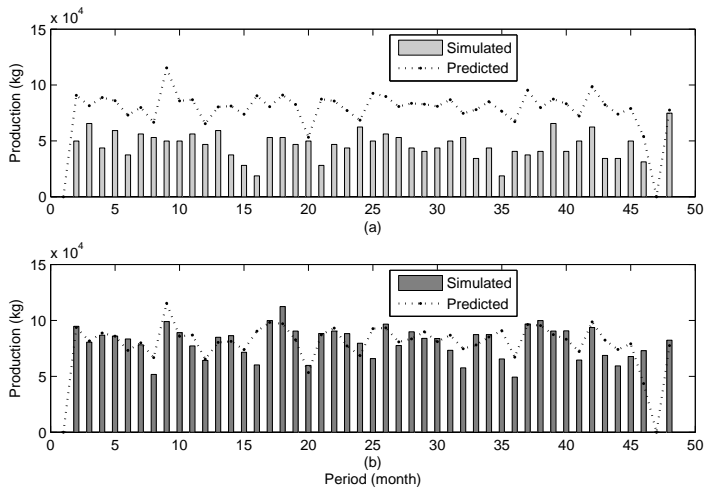 x 10^4
15
10
5
0
Production (kg)
Simulated
Predicted
0 5 10 15 20 25 30 35 40 45 50
(a)
x 10^4
15
10
5
0
Production (kg)
Simulated
Predicted
0 5 10 15 20 25 30 35 40 45 50
(b)
Period (month)